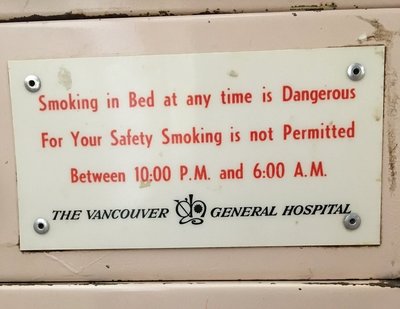 Smoking in Bed at any time is Dangerous
For Your Safety Smoking is not Permitted
Between 10:00 P.M. and 6:00 A.M.
THE VANCOUVER GENERAL HOSPITAL